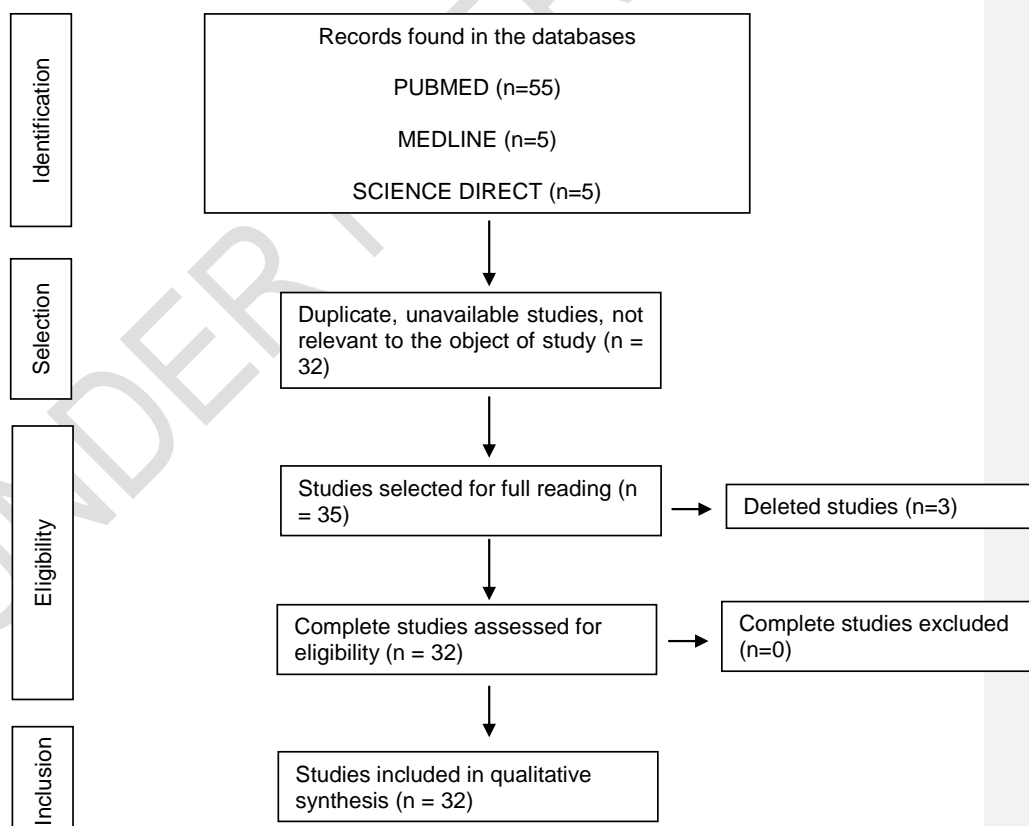 Identification
Records found in the databases
PUBMED (n=55)
MEDLINE (n=5)
SCIENCE DIRECT (n=5)
Selection
Duplicate, unavailable studies, not
relevant to the object of study (n =
32)
Eligibility
Studies selected for full reading (n
= 35)
Deleted studies (n=3)
Complete studies assessed for
eligibility (n = 32)
Complete studies excluded
(n=0)
Inclusion
Studies included in qualitative
synthesis (n = 32)